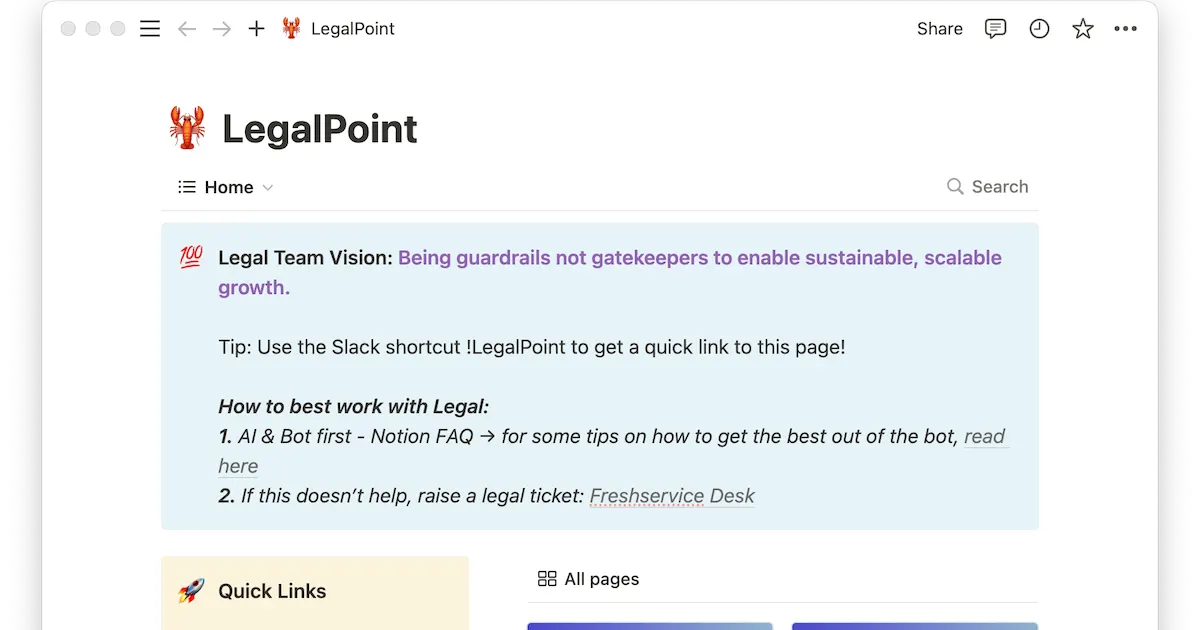 LegalPoint
Share
LegalPoint
Home
Search
Legal Team Vision: Being guardrails not gatekeepers to enable sustainable, scalable
growth.
Tip: Use the Slack shortcut !LegalPoint to get a quick link to this page!
How to best work with Legal:
1. AI & Bot first - Notion FAQ → for some tips on how to get the best out of the bot, read
here
2. If this doesn’t help, raise a legal ticket: Freshservice Desk
Quick Links
All pages